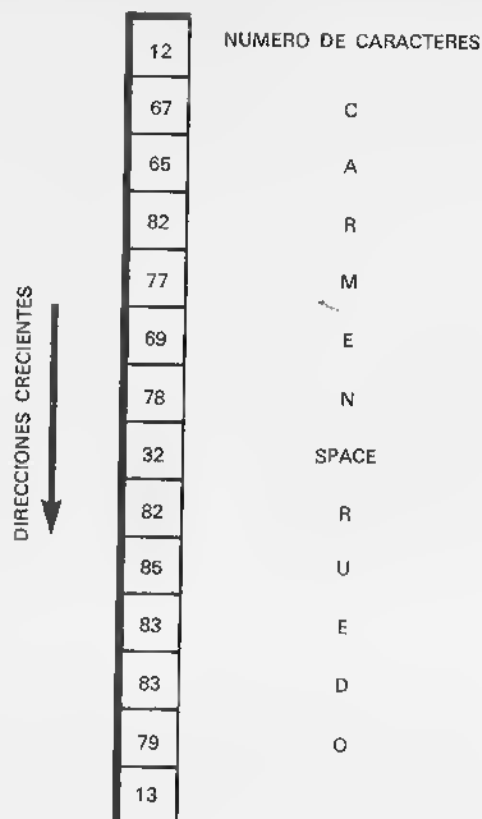 12 NUMERO DE CARACTERES
67 C
65 A
82 R
77 M
69 E
78 N
32 SPACE
82 R
85 U
83 E
83 D
79 O
13
DIRECCIONES CRECIENTES